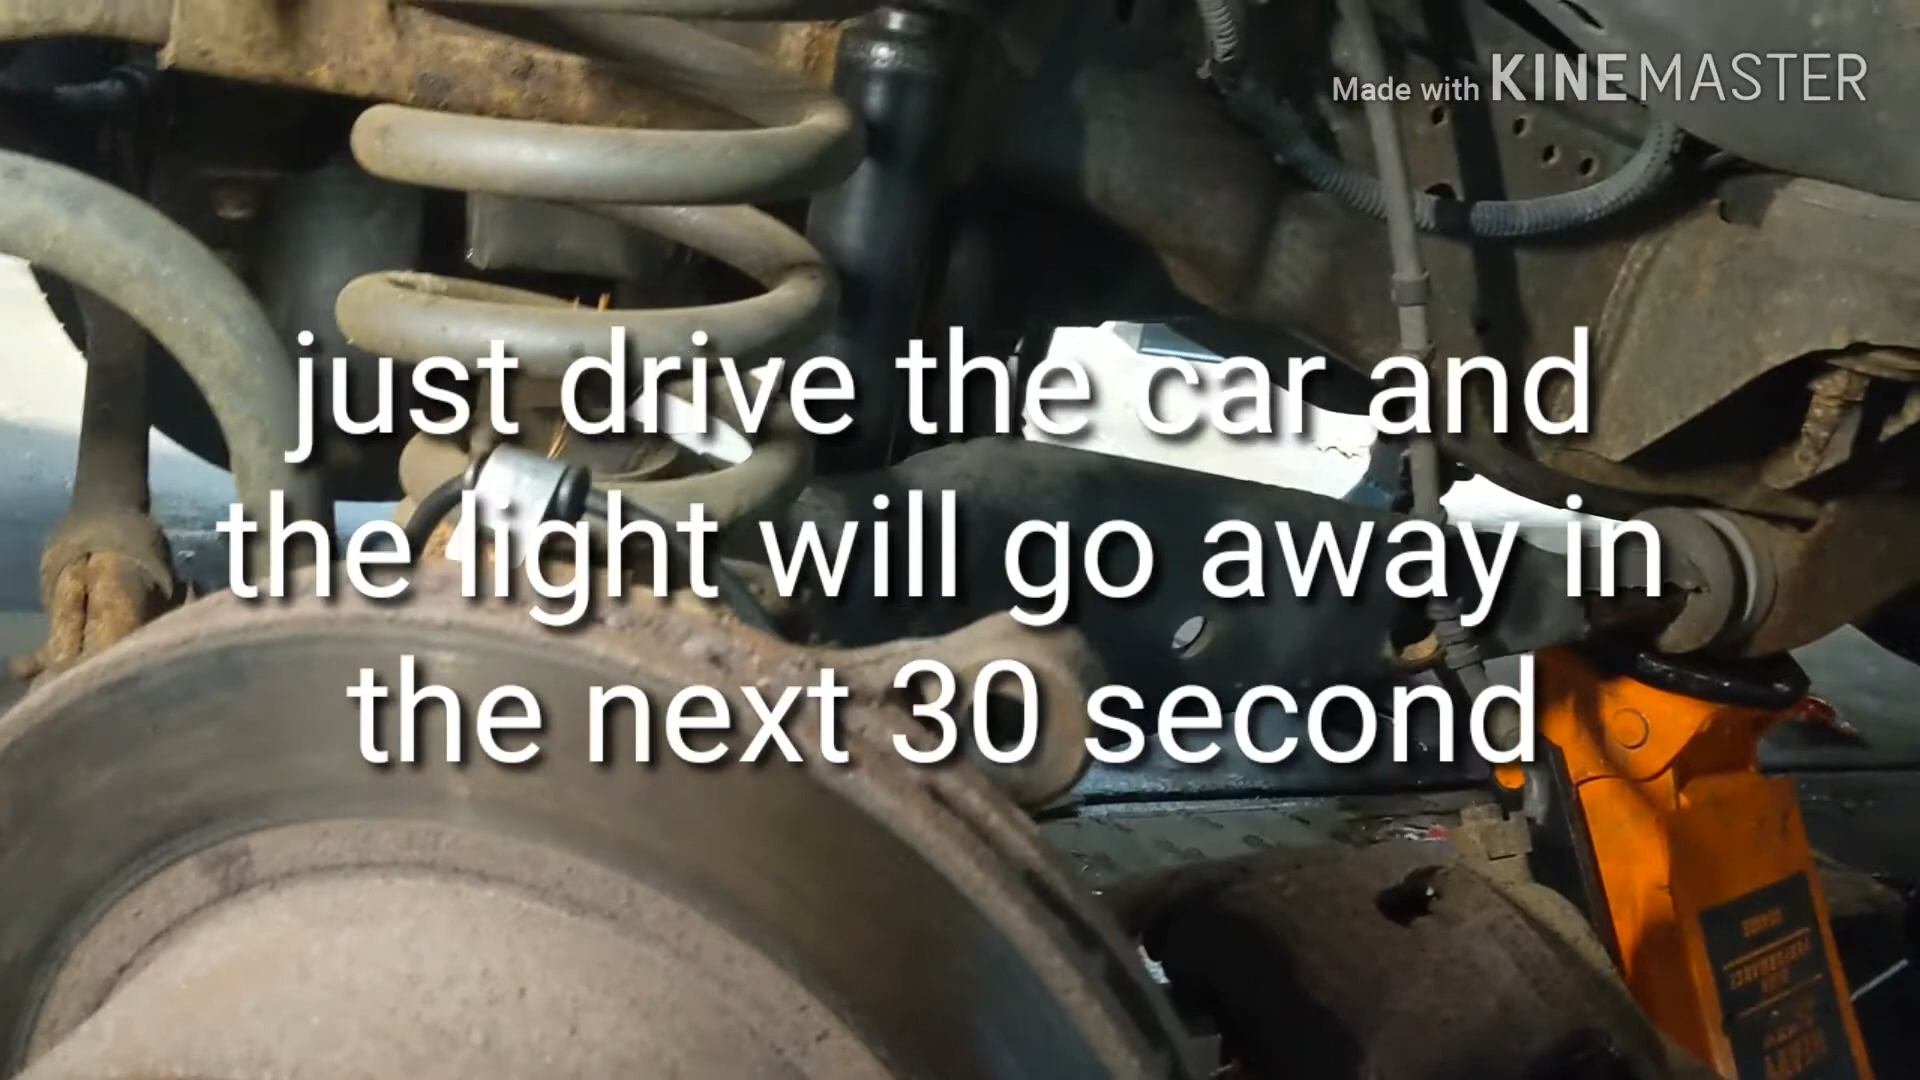 Made with KINEMASTER
just drive the car and
the light will go away in
the next 30 second